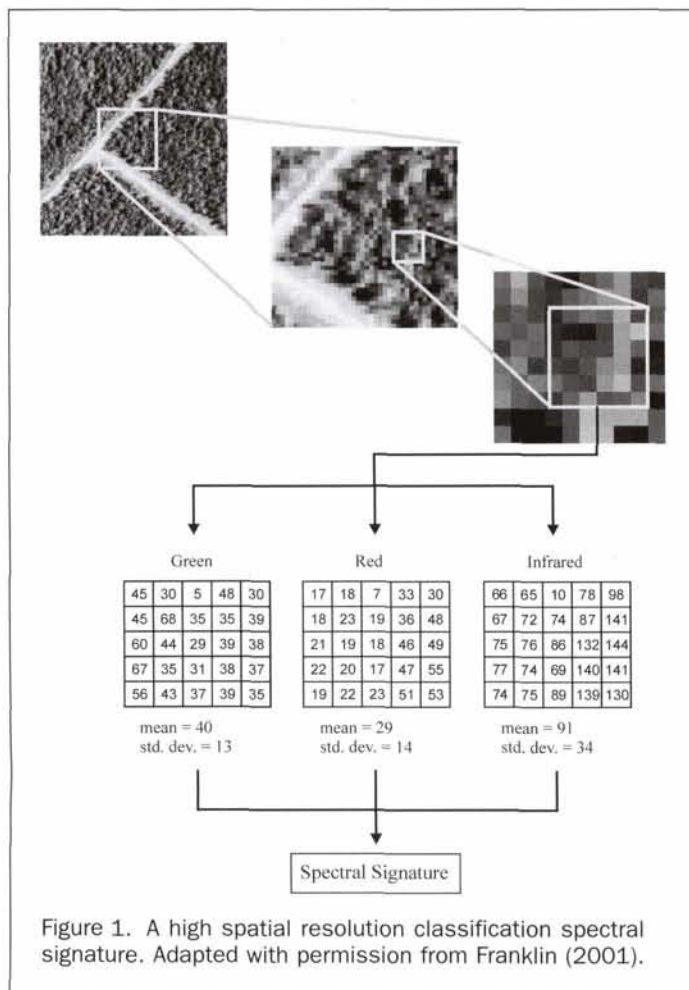 Green Red Infrared
45 30 5 48 30 17 18 7 33 30 66 65 10 78 98
45 68 35 35 39 18 23 19 36 48 67 72 74 87 141
60 44 29 39 38 21 19 18 46 49 75 76 86 132 144
67 35 31 38 37 22 20 17 47 55 77 74 69 140 141
56 43 37 39 35 19 22 23 51 53 74 75 89 139 130
mean = 40 mean = 29 mean = 91
std. dev. = 13 std. dev. = 14 std. dev. = 34
Spectral Signature
Figure 1. A high spatial resolution classification spectral
signature. Adapted with permission from Franklin (2001).